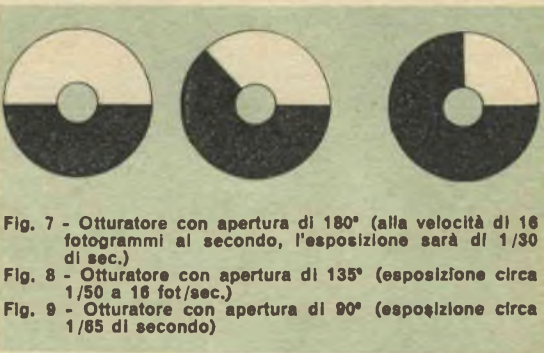 Fig. 7 - Otturatore con apertura di 180° (alla velocità di 16
fotogrammi al secondo, l'esposizione sarà di 1/30
di sec.)
Fig. 8 - Otturatore con apertura di 135° (esposizione circa
1/50 a 16 fot/sec.)
Fig. 9 - Otturatore con apertura di 90° (esposizione circa
1/65 di secondo)